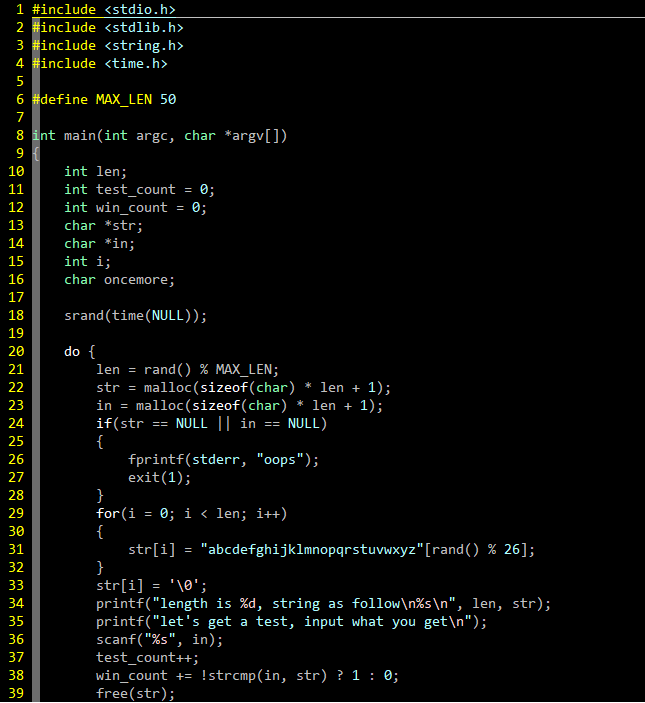 1 #include <stdio.h>
2 #include <stdlib.h>
3 #include <string.h>
4 #include <time.h>
5
6 #define MAX_LEN 50
7
8 int main(int argc, char *argv[])
9 {
10     int len;
11     int test_count = 0;
12     int win_count = 0;
13     char *str;
14     char *in;
15     int i;
16     char oncemore;
17
18     srand(time(NULL));
19
20     do {
21         len = rand() % MAX_LEN;
22         str = malloc(sizeof(char) * len + 1);
23         in = malloc(sizeof(char) * len + 1);
24         if(str == NULL || in == NULL)
25         {
26             fprintf(stderr, "oops");
27             exit(1);
28         }
29         for(i = 0; i < len; i++)
30         {
31             str[i] = "abcdefghijklmnopqrstuvwxyz"[rand() % 26];
32         }
33         str[i] = '\0';
34         printf("length is %d, string as follow\n%s\n", len, str);
35         printf("let's get a test, input what you get\n");
36         scanf("%s", in);
37         test_count++;
38         win_count += !strcmp(in, str) ? 1 : 0;
39         free(str);